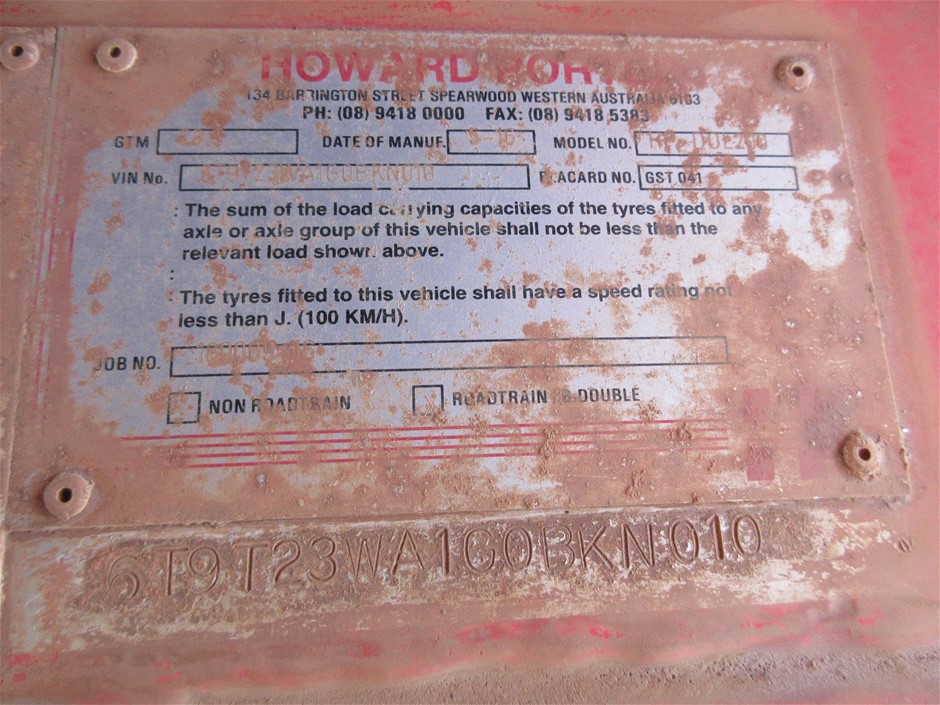 HOWARD PORTER
134 BARRINGTON STREET SPEARWOOD WESTERN AUSTRALIA 6163
PH: (08) 9418 0000 FAX: (08) 9418 5383
GTM DATE OF MANUF. MODEL NO.
VIN No. 6T9T23WA1G0BKN010 PLACARD NO. GST 041
: The sum of the load carrying capacities of the tyres fitted to any
axle or axle group of this vehicle shall not be less than the
relevant load shown above.
:
: The tyres fitted to this vehicle shall have a speed rating not
less than J. (100 KM/H).
JOB NO.
NON ROADTRAIN ROADTRAIN /B.DOUBLE
6T9T23WA1G0BKN010